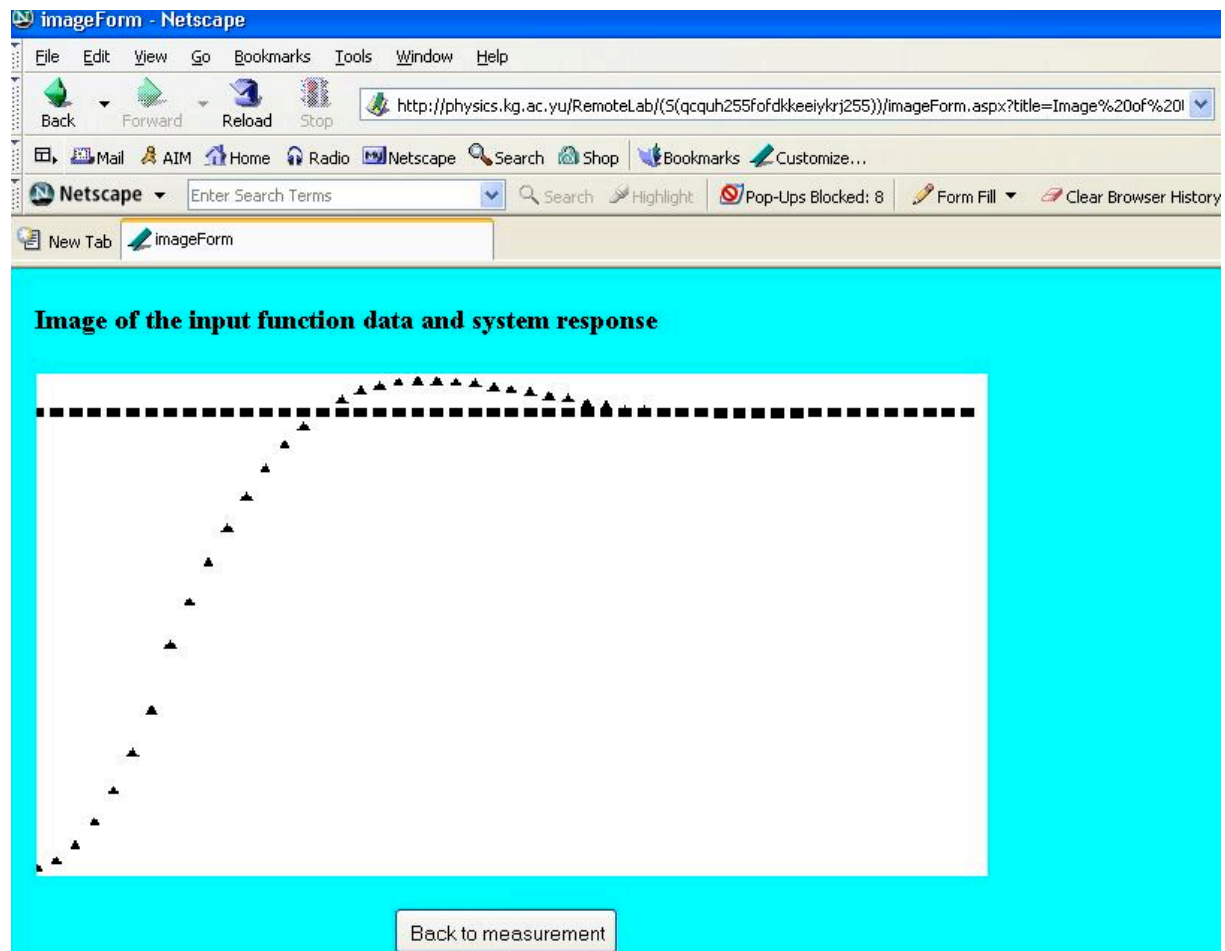 imageForm - Netscape
File Edit View Go Bookmarks Tools Window Help
Back Forward Reload Stop http://physics.kg.ac.yu/RemoteLab/(S(qcquh255fofdkkeeiykrj255))/imageForm.aspx?title=Image%20of%20
Mail AIM Home Radio Netscape Search Shop Bookmarks Customize...
Netscape Enter Search Terms Search Highlight Pop-Ups Blocked: 8 Form Fill Clear Browser History
New Tab imageForm
Image of the input function data and system response
Back to measurement